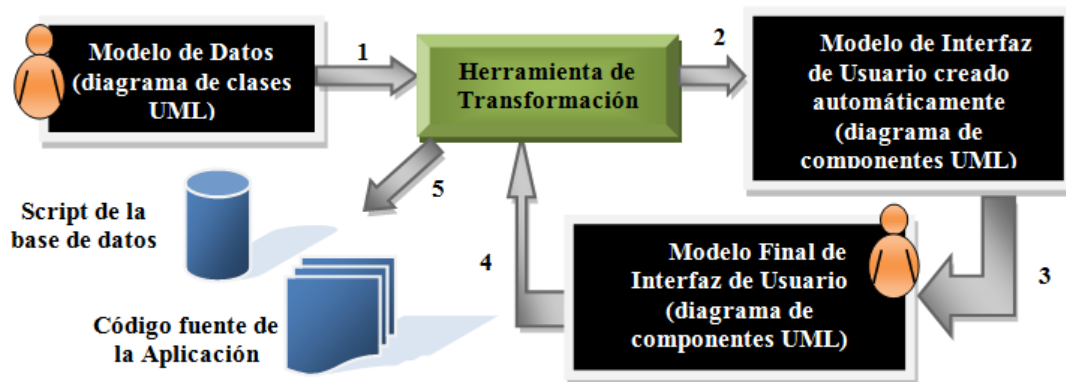 Modelo de Datos
(diagrama de clases
UML)
1
Herramienta de
Transformación
2
Modelo de Interfaz
de Usuario creado
automáticamente
(diagrama de
componentes UML)
3
Modelo Final de
Interfaz de Usuario
(diagrama de
componentes UML)
4
5
Script de la
base de datos
Código fuente de
la Aplicación